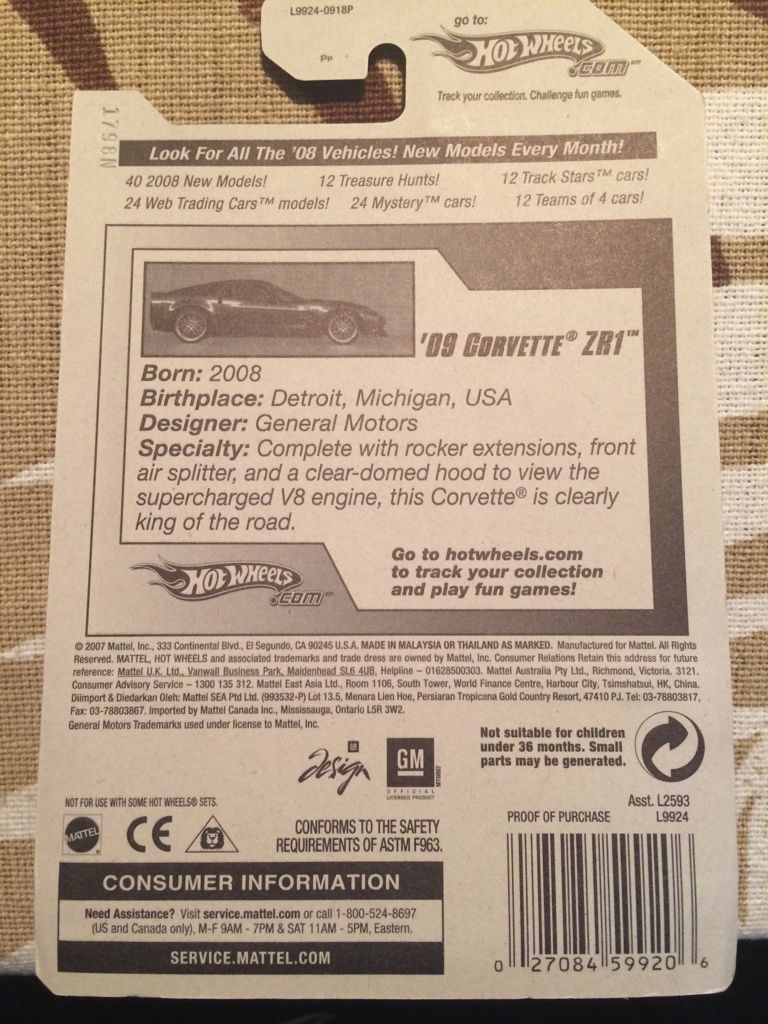 L9924-0918P
Pp
go to:
HOT WHEELS
.COM™
Track your collection. Challenge fun games.
1798N
Look For All The '08 Vehicles! New Models Every Month!
40 2008 New Models! 12 Treasure Hunts! 12 Track Stars™ cars!
24 Web Trading Cars™ models! 24 Mystery™ cars! 12 Teams of 4 cars!
'09 CORVETTE® ZR1™
Born: 2008
Birthplace: Detroit, Michigan, USA
Designer: General Motors
Specialty: Complete with rocker extensions, front
air splitter, and a clear-domed hood to view the
supercharged V8 engine, this Corvette® is clearly
king of the road.
HOT WHEELS
.COM™
Go to hotwheels.com
to track your collection
and play fun games!
© 2007 Mattel, Inc., 333 Continental Blvd., El Segundo, CA 90245 U.S.A. MADE IN MALAYSIA OR THAILAND AS MARKED. Manufactured for Mattel. All Rights
Reserved. MATTEL, HOT WHEELS and associated trademarks and trade dress are owned by Mattel, Inc. Consumer Relations Retain this address for future
reference: Mattel U.K. Ltd., Vanwall Business Park, Maidenhead SL6 4UB. Helpline – 01628500303. Mattel Australia Pty Ltd., Richmond, Victoria. 3121.
Consumer Advisory Service – 1300 135 312. Mattel East Asia Ltd., Room 1106, South Tower, World Finance Centre, Harbour City, Tsimshatsui, HK, China.
Diimport & Diedarkan Oleh: Mattel SEA Ptd Ltd. (993532-P) Lot 13.5, Menara Lien Hoe, Persiaran Tropicana Gold Country Resort, 47410 PJ. Tel: 03-78803817,
Fax: 03-78803867. Imported by Mattel Canada Inc., Mississauga, Ontario L5R 3W2.
General Motors Trademarks used under license to Mattel, Inc.
GM
Design
GM
OFFICIAL
LICENSED PRODUCT
Not suitable for children
under 36 months. Small
parts may be generated.
NOT FOR USE WITH SOME HOT WHEELS® SETS.
Asst. L2593
PROOF OF PURCHASE L9924
MATTEL
CE
CONFORMS TO THE SAFETY
REQUIREMENTS OF ASTM F963.
CONSUMER INFORMATION
Need Assistance? Visit service.mattel.com or call 1-800-524-8697
(US and Canada only), M-F 9AM - 7PM & SAT 11AM - 5PM, Eastern.
SERVICE.MATTEL.COM
0 27084 59920 6